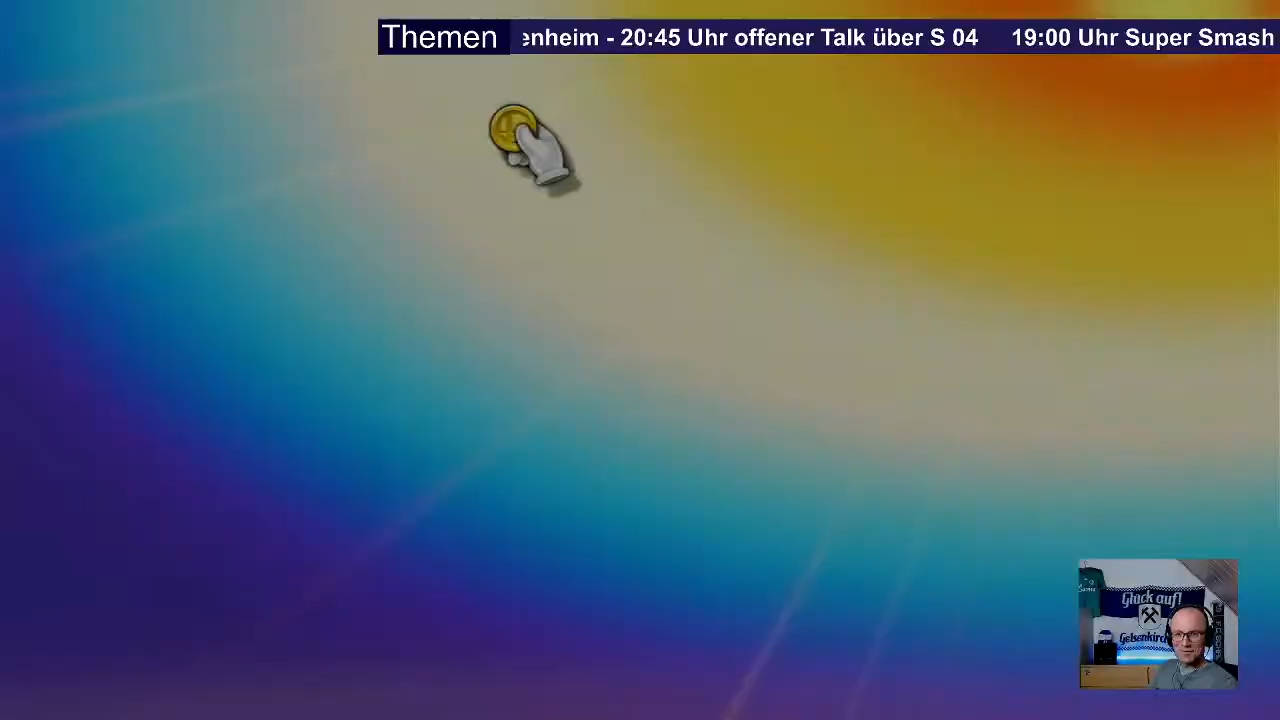 Themen
enheim - 20:45 Uhr offener Talk über S 04 19:00 Uhr Super Smash
Glück auf!